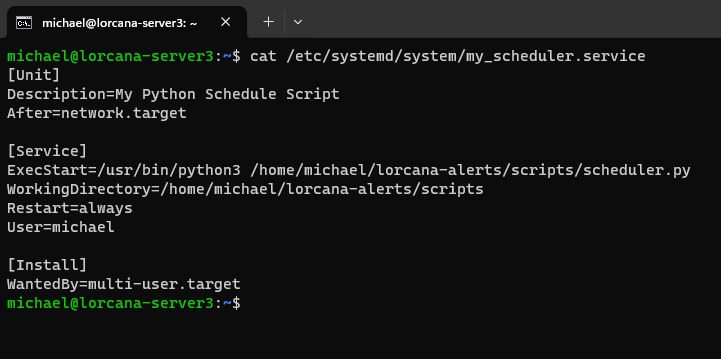 michael@lorcana-server3: ~
michael@lorcana-server3:~$ cat /etc/systemd/system/my_scheduler.service
[Unit]
Description=My Python Schedule Script
After=network.target

[Service]
ExecStart=/usr/bin/python3 /home/michael/lorcana-alerts/scripts/scheduler.py
WorkingDirectory=/home/michael/lorcana-alerts/scripts
Restart=always
User=michael

[Install]
WantedBy=multi-user.target
michael@lorcana-server3:~$